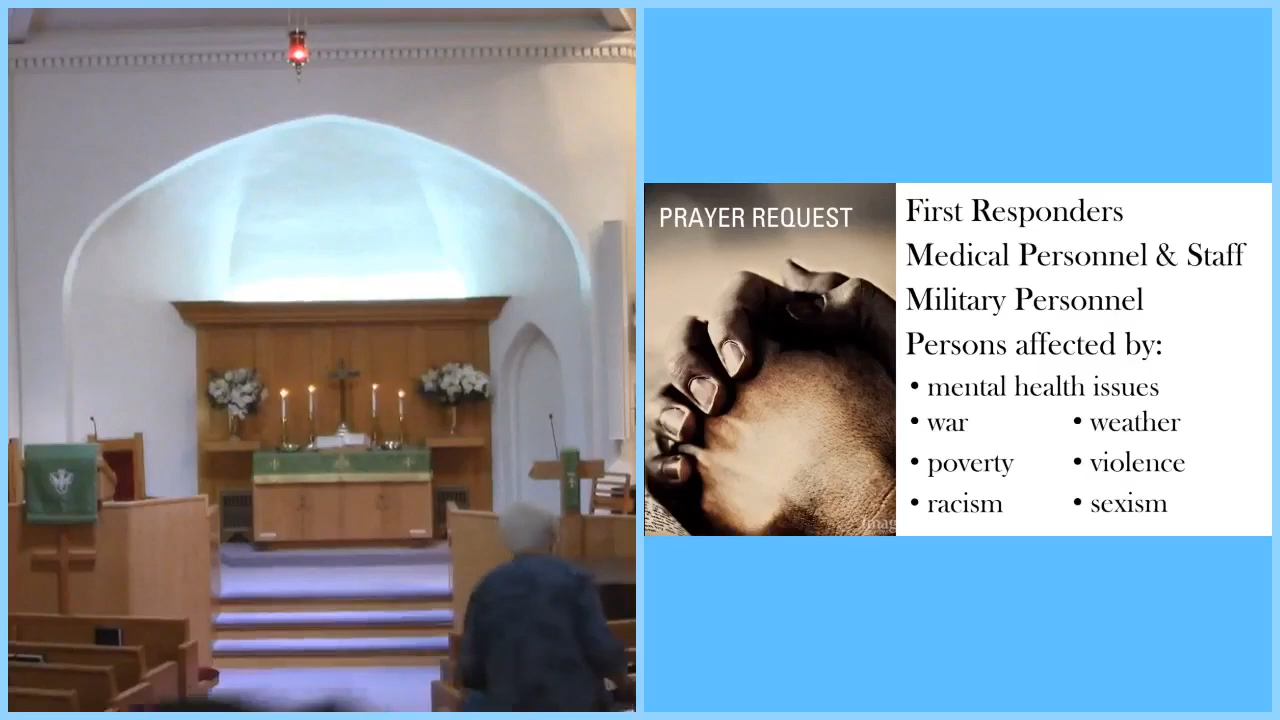 PRAYER REQUEST
First Responders
Medical Personnel & Staff
Military Personnel
Persons affected by:
• mental health issues
• war • weather
• poverty • violence
• racism • sexism